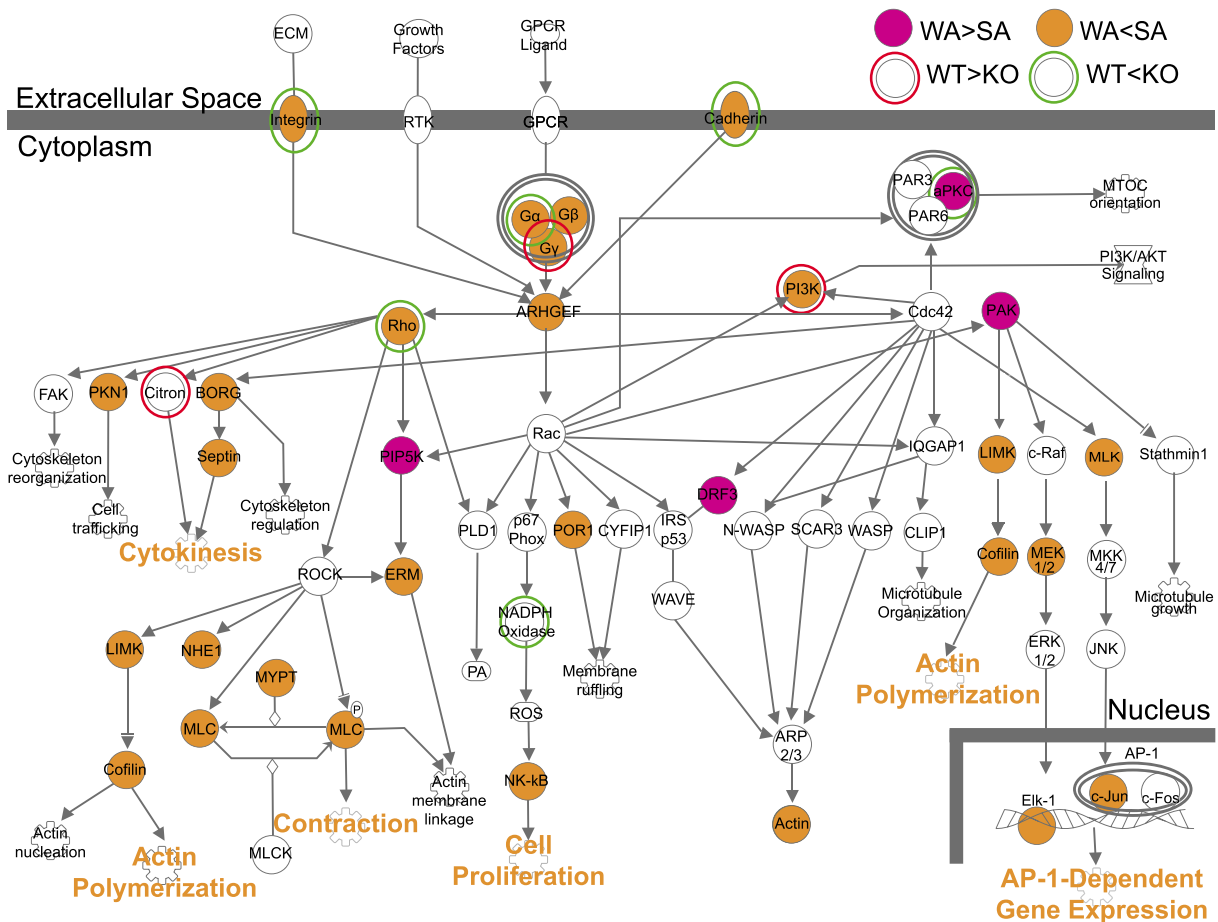 ECM
Growth
Factors
GPCR
Ligand
WA>SA
WA<SA
WT>KO
WT<KO
Extracellular Space
Integrin
RTK
GPCR
Cadherin
Cytoplasm
PAR3
aPKC
PAR6
MTOC
orientation
Gα
Gβ
Gγ
PI3K/AKT
Signaling
PI3K
ARHGEF
Rho
Cdc42
PAK
FAK
PKN1
Citron
BORG
Rac
IQGAP1
LIMK
c-Raf
MLK
Stathmin1
Cytoskeleton
reorganization
Septin
PIP5K
DRF3
Cell
trafficking
Cytoskeleton
regulation
Cytokinesis
PLD1
p67
Phox
POR1
CYFIP1
IRS
p53
N-WASP
SCAR3
WASP
CLIP1
Cofilin
MEK
1/2
MKK
4/7
ROCK
ERM
WAVE
Microtubule
Organization
Microtubule
growth
NADPH
Oxidase
LIMK
NHE1
MYPT
PA
Membrane
ruffling
Actin
Polymerization
ERK
1/2
JNK
MLC
MLC
P
ROS
ARP
2/3
Nucleus
AP-1
Cofilin
Actin
membrane
linkage
NK-kB
Elk-1
c-Jun
c-Fos
Contraction
Actin
Actin
nucleation
Actin
Polymerization
MLCK
Cell
Proliferation
AP-1-Dependent
Gene Expression